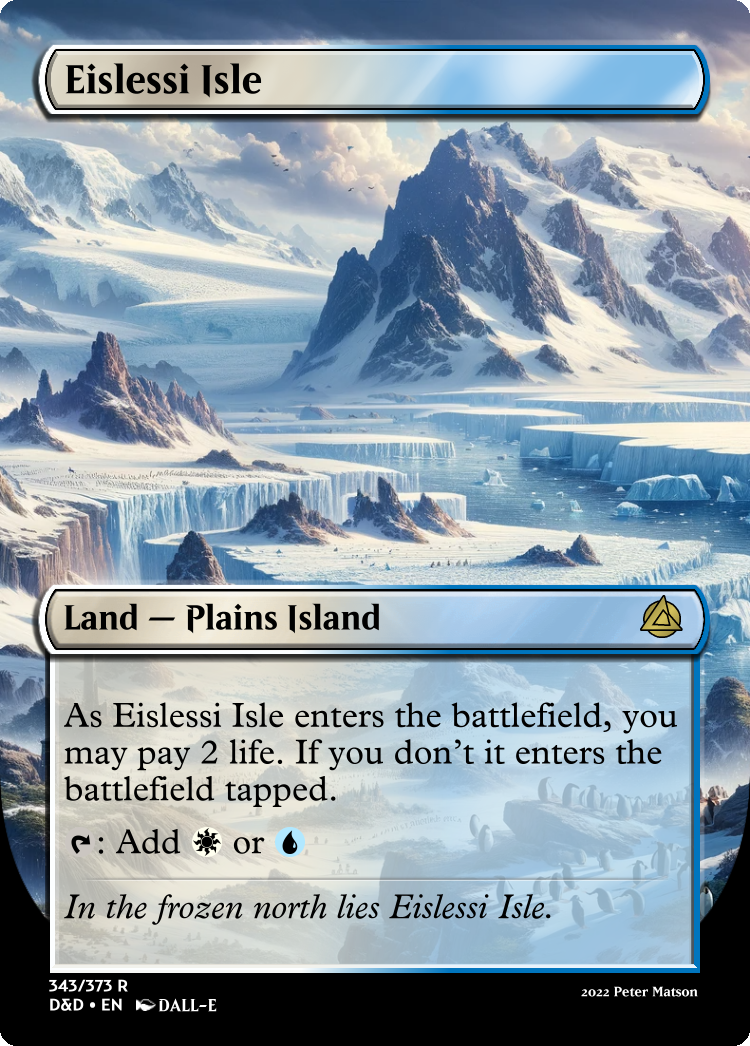 Eislessi Isle
Land — Plains Island
As Eislessi Isle enters the battlefield, you
may pay 2 life. If you don't it enters the
battlefield tapped.
: Add or
In the frozen north lies Eislessi Isle.
343/373 R
D&D • EN DALL-E
2022 Peter Matson